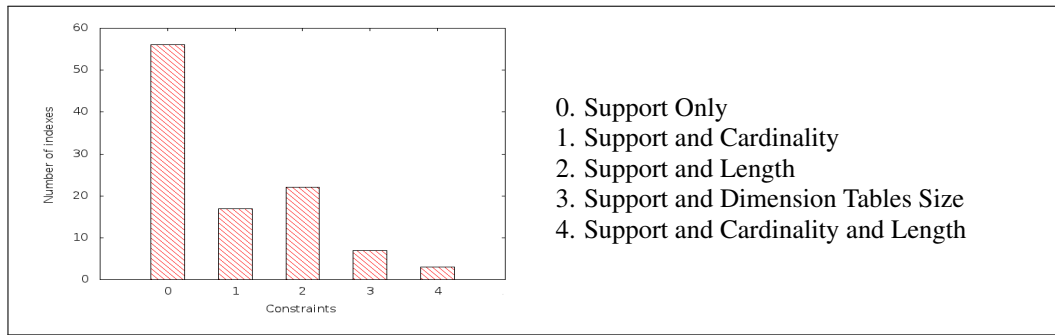 60
50
40
30
20
10
0
Number of indexes
0 1 2 3 4
Constraints
0. Support Only
1. Support and Cardinality
2. Support and Length
3. Support and Dimension Tables Size
4. Support and Cardinality and Length